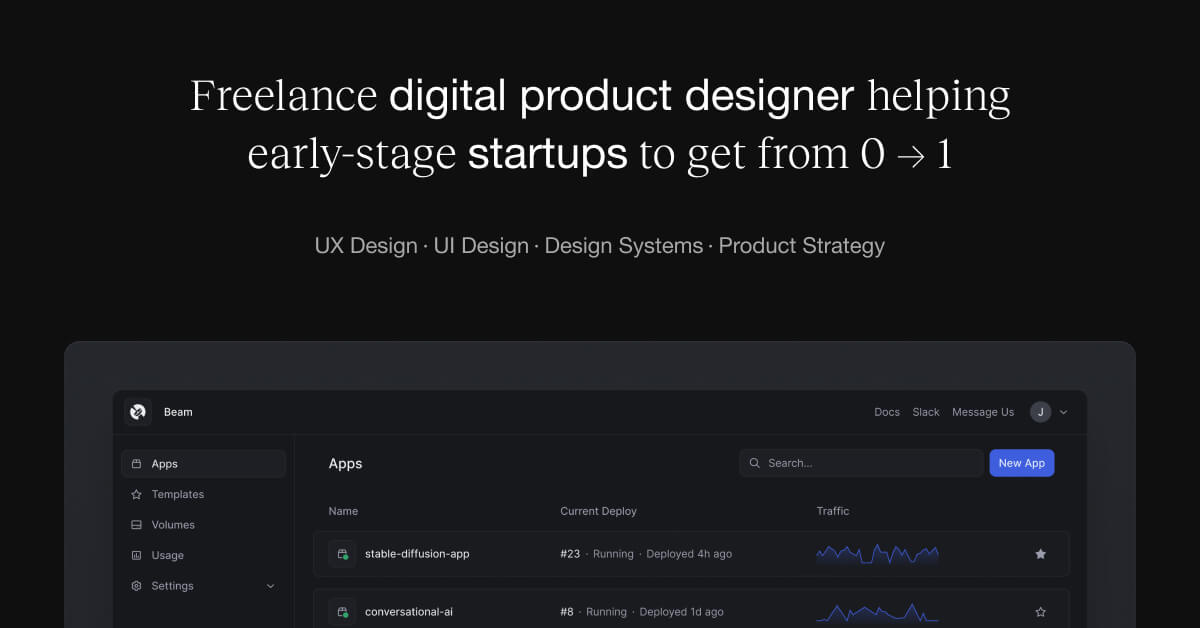 Freelance digital product designer helping
early-stage startups to get from 0 → 1
UX Design · UI Design · Design Systems · Product Strategy
Beam
Docs Slack Message Us J
Apps
Templates
Volumes
Usage
Settings
Apps
Search...
New App
Name Current Deploy Traffic
stable-diffusion-app #23 · Running · Deployed 4h ago
conversational-ai #8 · Running · Deployed 1d ago